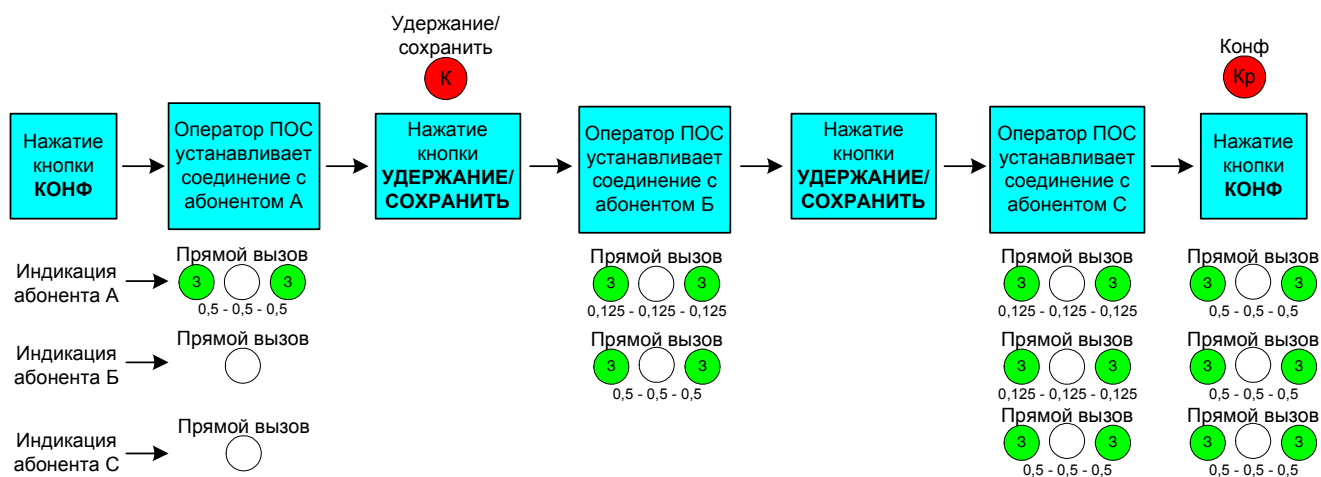 Удержание/
сохранить
К
Конф
Кр
Нажатие
кнопки
КОНФ
Оператор ПОС
устанавливает
соединение с
абонентом А
Нажатие
кнопки
УДЕРЖАНИЕ/
СОХРАНИТЬ
Оператор ПОС
устанавливает
соединение с
абонентом Б
Нажатие
кнопки
УДЕРЖАНИЕ/
СОХРАНИТЬ
Оператор ПОС
устанавливает
соединение с
абонентом С
Нажатие
кнопки
КОНФ
Индикация
абонента А
Прямой вызов
З З
0,5 - 0,5 - 0,5
Прямой вызов
З З
0,125 - 0,125 - 0,125
Прямой вызов
З З
0,125 - 0,125 - 0,125
Прямой вызов
З З
0,5 - 0,5 - 0,5
Индикация
абонента Б
Прямой вызов
Прямой вызов
З З
0,5 - 0,5 - 0,5
Прямой вызов
З З
0,125 - 0,125 - 0,125
Прямой вызов
З З
0,5 - 0,5 - 0,5
Индикация
абонента С
Прямой вызов
Прямой вызов
З З
0,5 - 0,5 - 0,5
Прямой вызов
З З
0,5 - 0,5 - 0,5